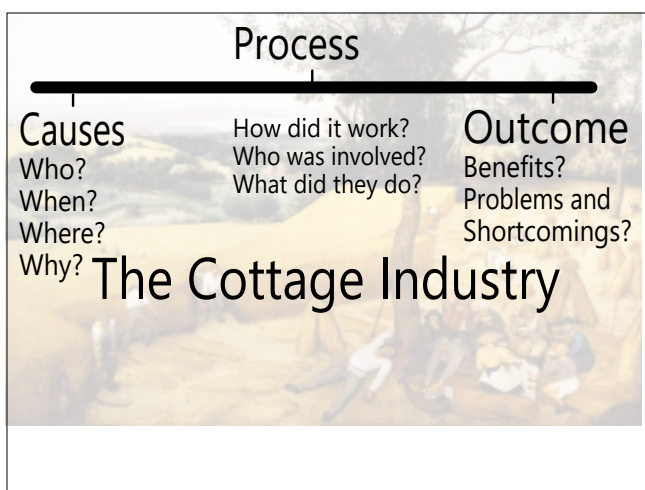 Process
Causes
Who?
When?
Where?
Why?
How did it work?
Who was involved?
What did they do?
Outcome
Benefits?
Problems and
Shortcomings?
The Cottage Industry